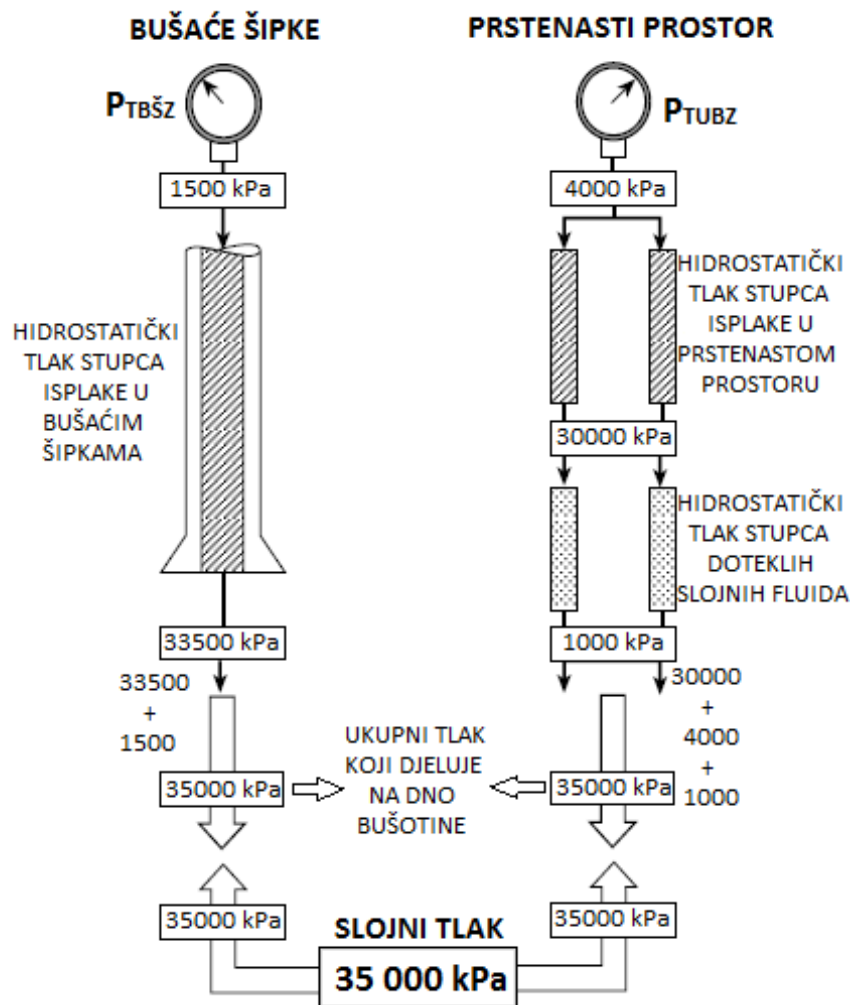 BUŠAĆE ŠIPKE
PRSTENASTI PROSTOR
PTBŠZ
PTUBZ
1500 kPa
4000 kPa
HIDROSTATIČKI
TLAK STUPCA
ISPLAKE U
BUŠAĆIM
ŠIPKAMA
HIDROSTATIČKI
TLAK STUPCA
ISPLAKE U
PRSTENASTOM
PROSTORU
30000 kPa
HIDROSTATIČKI
TLAK STUPCA
DOTEKLIH
SLOJNIH FLUIDA
33500 kPa
1000 kPa
33500
+
1500
30000
+
4000
+
1000
UKUPNI TLAK
KOJI DJELUJE
NA DNO
BUŠOTINE
35000 kPa
35000 kPa
35000 kPa
35000 kPa
SLOJNI TLAK
35 000 kPa